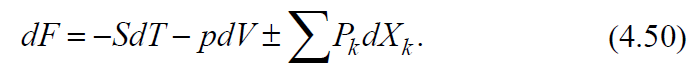 dF = −SdT − pdV ± ∑ P_k dX_k. (4.50)